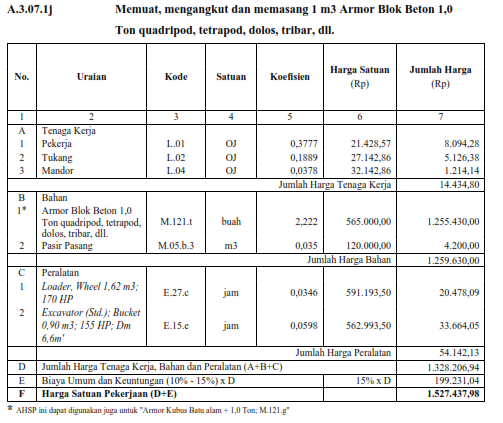 A.3.07.1j Memuat, mengangkut dan memasang 1 m3 Armor Blok Beton 1,0
Ton quadripod, tetrapod, dolos, tribar, dll.
No. Uraian Kode Satuan Koefisien Harga Satuan (Rp) Jumlah Harga (Rp)
1 2 3 4 5 6 7
A Tenaga Kerja
1 Pekerja L.01 OJ 0,3777 21.428,57 8.094,28
2 Tukang L.02 OJ 0,1889 27.142,86 5.126,38
3 Mandor L.04 OJ 0,0378 32.142,86 1.214,14
Jumlah Harga Tenaga Kerja 14.434,80
B Bahan
1* Armor Blok Beton 1,0
Ton quadripod, tetrapod, M.121.t buah 2,222 565.000,00 1.255.430,00
dolos, tribar, dll.
2 Pasir Pasang M.05.b.3 m3 0,035 120.000,00 4.200,00
Jumlah Harga Bahan 1.259.630,00
C Peralatan
1 Loader, Wheel 1,62 m3; E.27.c jam 0,0346 591.193,50 20.478,09
170 HP
2 Excavator (Std.); Bucket
0,90 m3; 155 HP; Dm E.15.e jam 0,0598 562.993,50 33.664,05
6,6m'
Jumlah Harga Peralatan 54.142,13
D Jumlah Harga Tenaga Kerja, Bahan dan Peralatan (A+B+C) 1.328.206,94
E Biaya Umum dan Keuntungan (10% - 15%) x D 15% x D 199.231,04
F Harga Satuan Pekerjaan (D+E) 1.527.437,98
* AHSP ini dapat digunakan juga untuk "Armor Kubus Batu alam + 1,0 Ton; M.121.g"